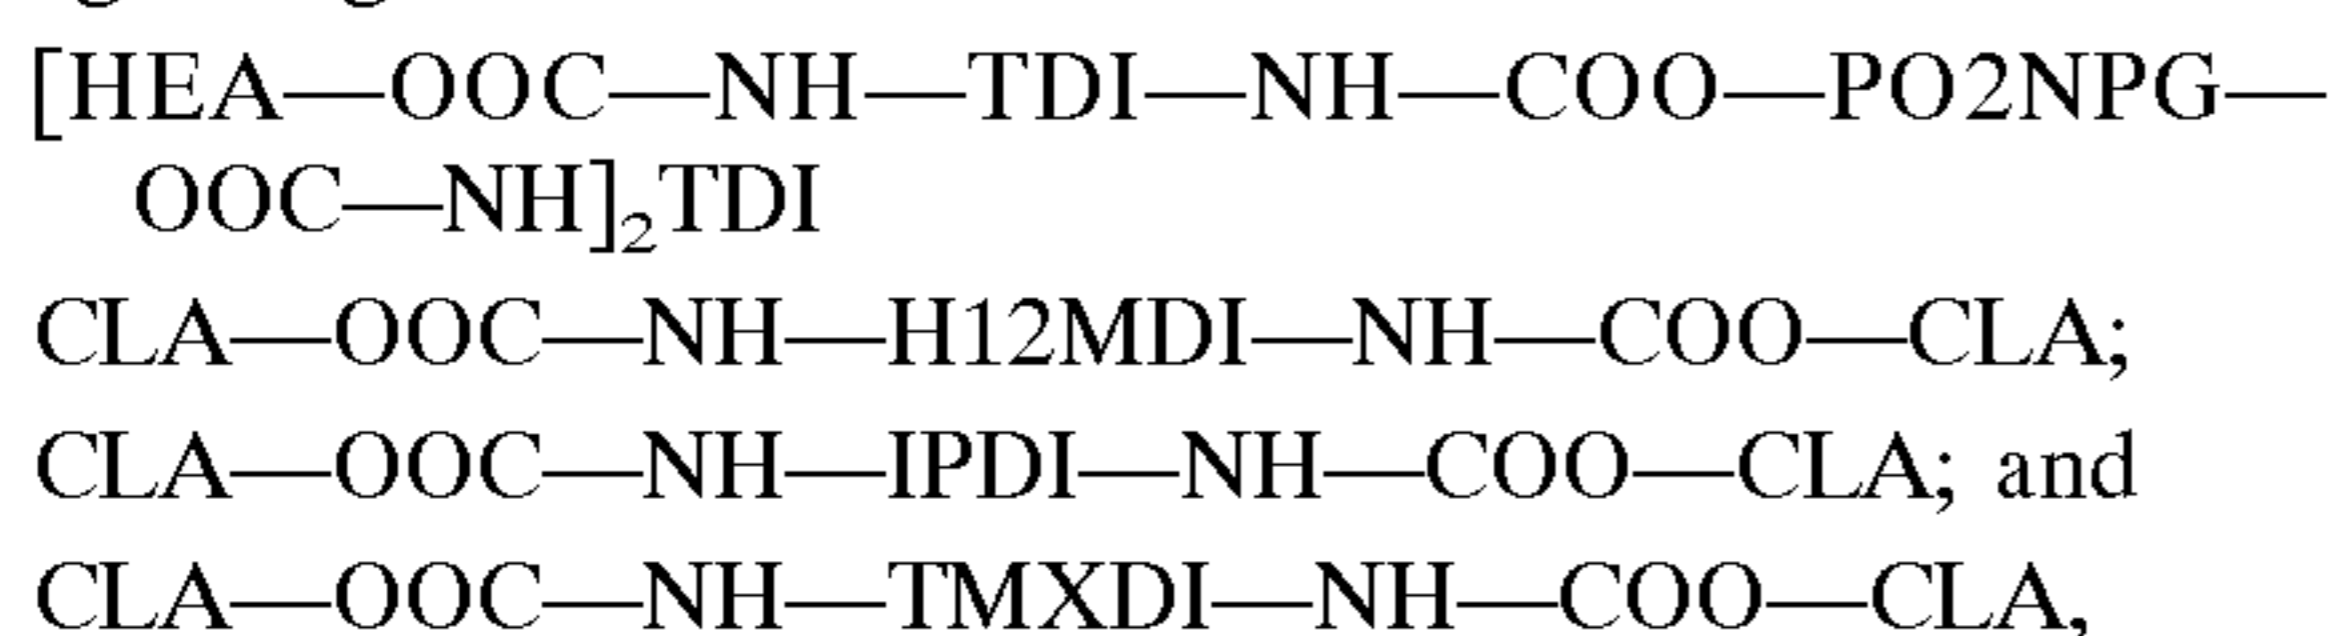 [HEA—OOC—NH—TDI—NH—COO—PO2NPG—
OOC—NH]₂TDI
CLA—OOC—NH—H12MDI—NH—COO—CLA;
CLA—OOC—NH—IPDI—NH—COO—CLA; and
CLA—OOC—NH—TMXDI—NH—COO—CLA,